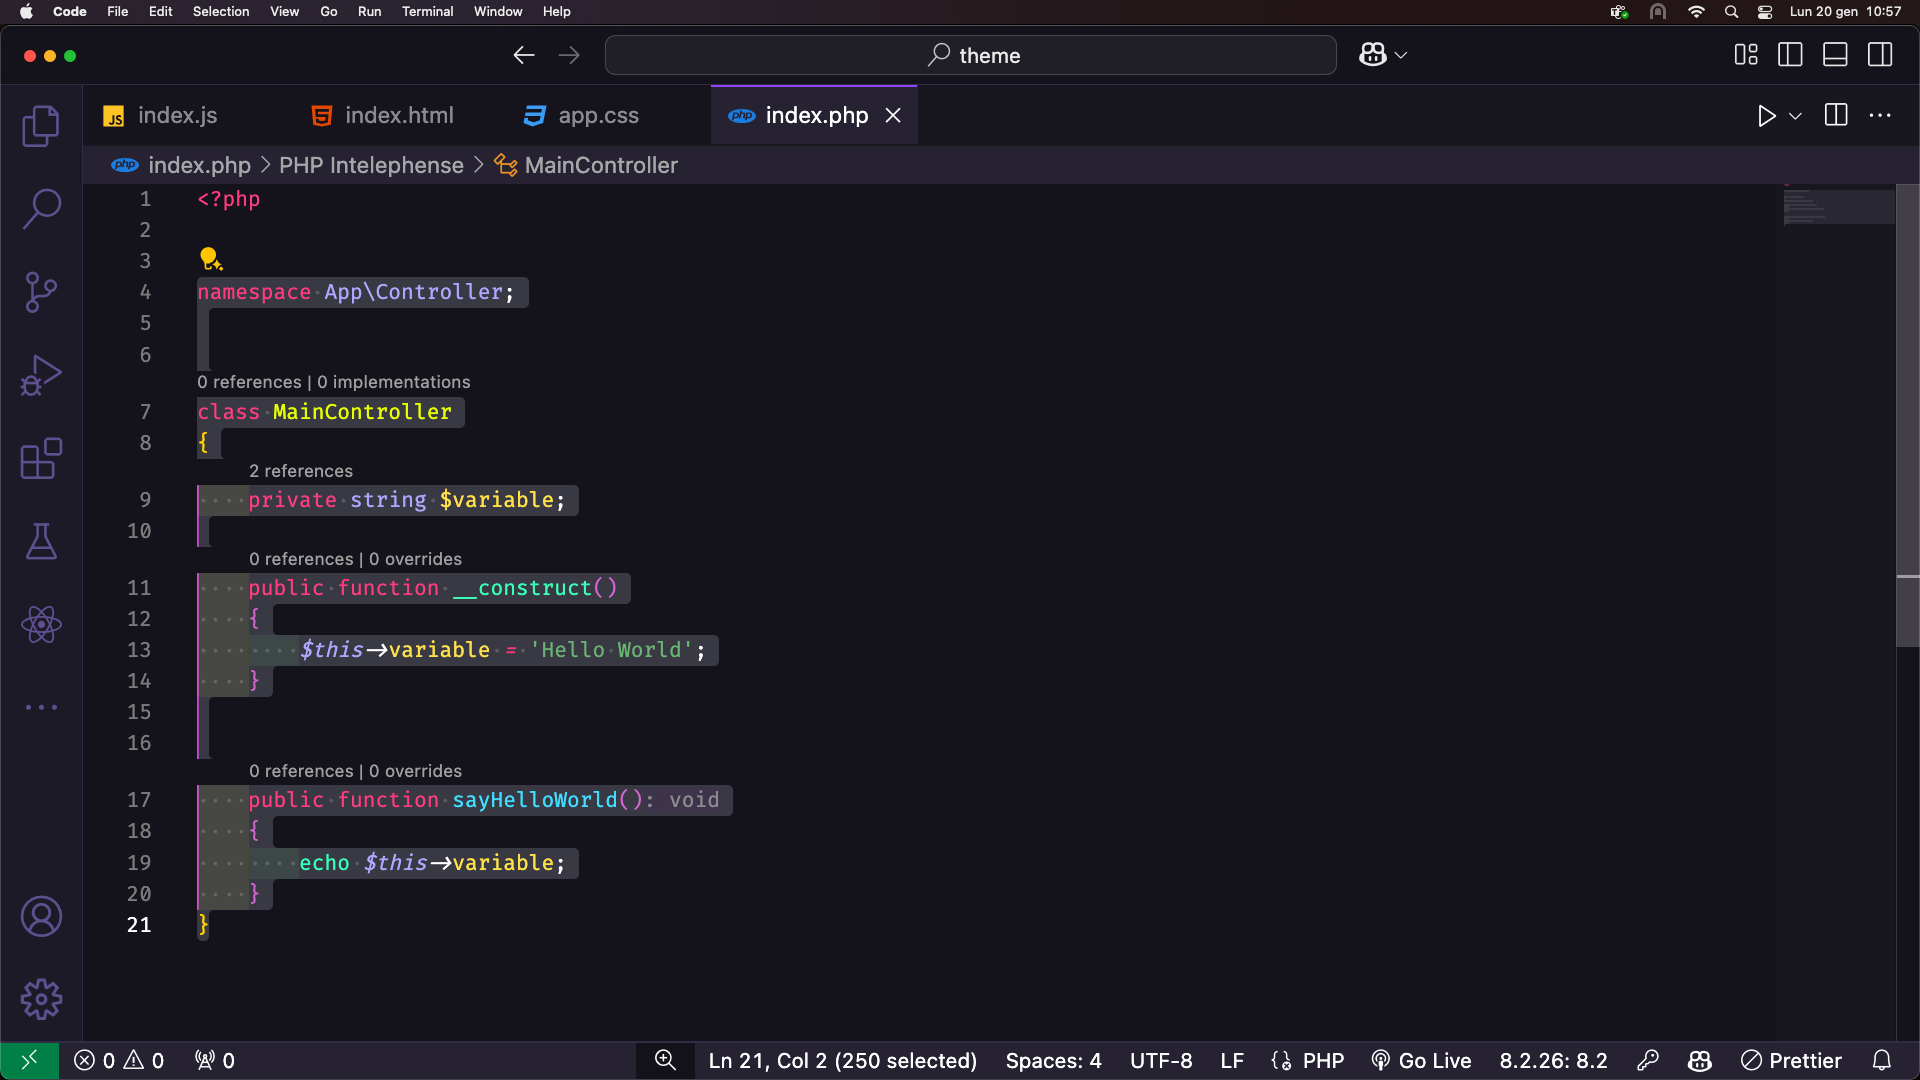 Code File Edit Selection View Go Run Terminal Window Help Lun 20 gen 10:57
theme
JS index.js index.html app.css php index.php
php index.php > PHP Intelephense > MainController
1 <?php
2
3
4 namespace App\Controller;
5
6
0 references | 0 implementations
7 class MainController
8 {
2 references
9 private string $variable;
10
0 references | 0 overrides
11 public function __construct()
12 {
13 $this->variable = 'Hello World';
14 }
15
16
0 references | 0 overrides
17 public function sayHelloWorld(): void
18 {
19 echo $this->variable;
20 }
21 }
0 0 0 Ln 21, Col 2 (250 selected) Spaces: 4 UTF-8 LF PHP Go Live 8.2.26: 8.2 Prettier